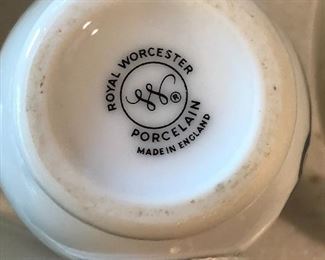 ROYAL WORCESTER
W®
PORCELAIN
MADE IN ENGLAND